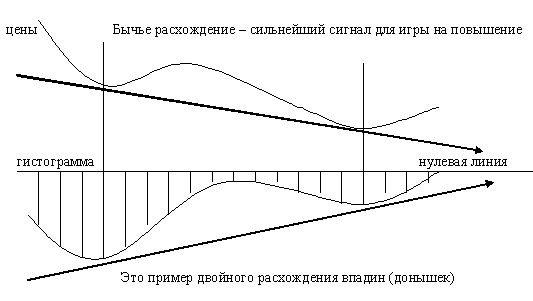 цены
Бычье расхождение – сильнейший сигнал для игры на повышение
гистограмма
нулевая линия
Это пример двойного расхождения впадин (донышек)